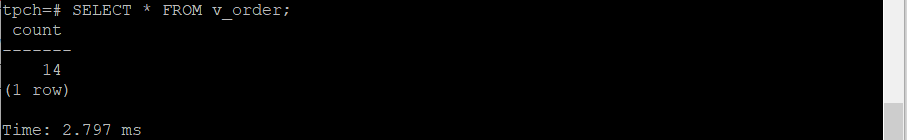 tpch=# SELECT * FROM v_order;
 count
-------
    14
(1 row)

Time: 2.797 ms